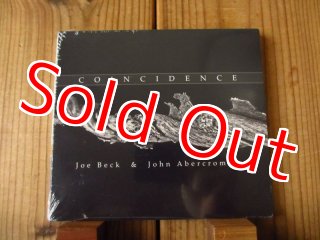 COINCIDENCE
Sold Out
Joe Beck & John Abercrom